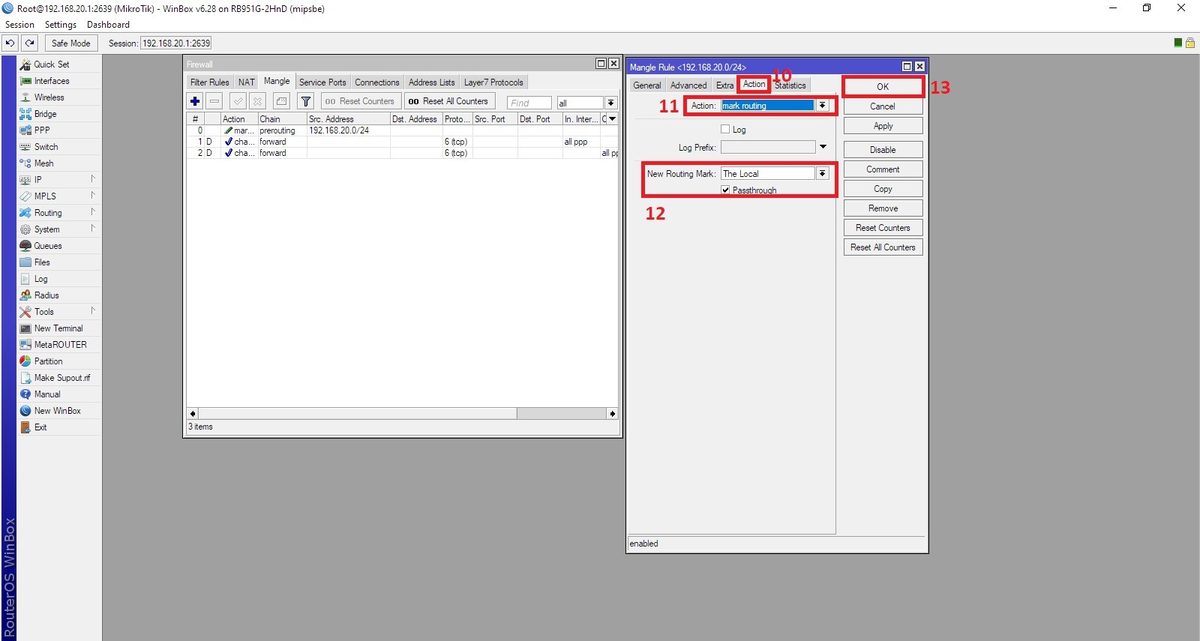 Root@192.168.20.1:2639 (MikroTik) - WinBox v6.28 on RB951G-2HnD (mipsbe)
Session Settings Dashboard
Safe Mode Session: 192.168.20.1:2639
Quick Set
Interfaces
Wireless
Bridge
PPP
Switch
Mesh
IP
MPLS
Routing
System
Queues
Files
Log
Radius
Tools
New Terminal
MetaROUTER
Partition
Make Supout.rif
Manual
New WinBox
Exit
RouterOS WinBox
Firewall
Filter Rules NAT Mangle Service Ports Connections Address Lists Layer7 Protocols
00 Reset Counters 00 Reset All Counters Find all
# Action Chain Src. Address Dst. Address Proto... Src. Port Dst. Port In. Inter... C
0 mar... prerouting 192.168.20.0/24
1 D cha... forward 6 (tcp) all ppp
2 D cha... forward 6 (tcp) all pp
3 items
Mangle Rule <192.168.20.0/24>
General Advanced Extra Action Statistics
10
11
Action: mark routing
Log
Log Prefix:
New Routing Mark: The Local
Passthrough
12
enabled
OK
13
Cancel
Apply
Disable
Comment
Copy
Remove
Reset Counters
Reset All Counters